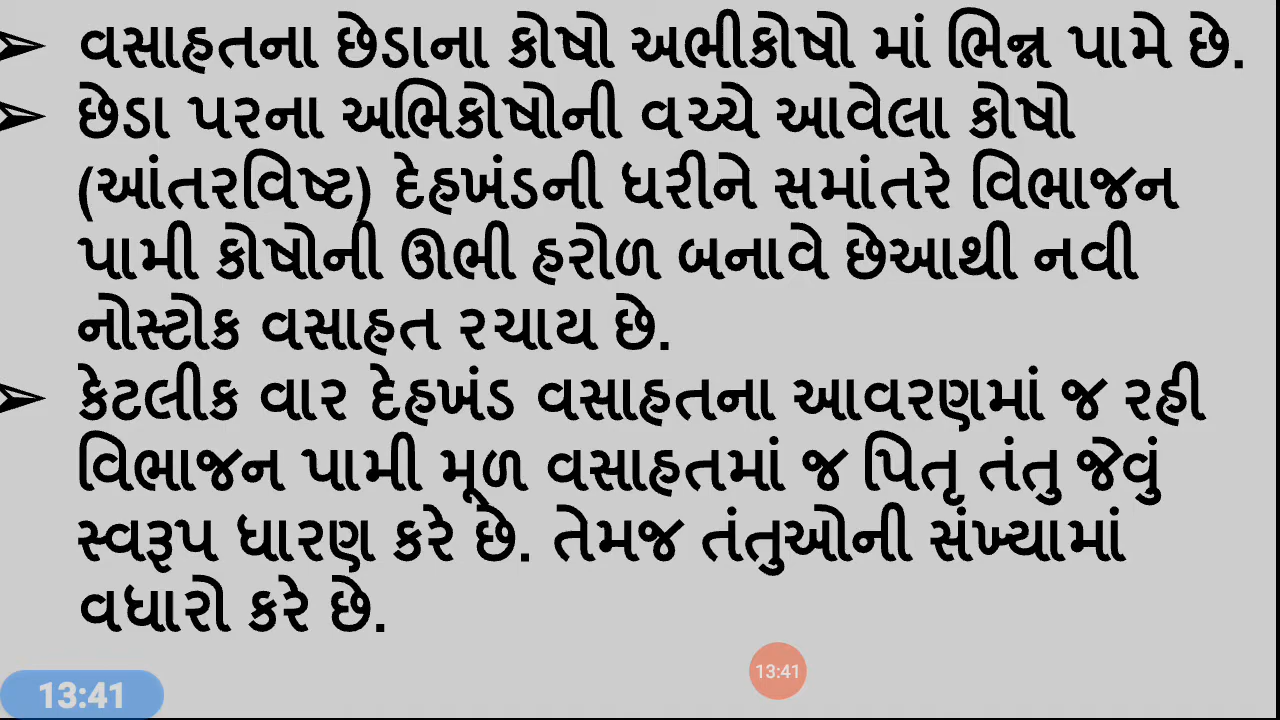 ➢ વસાહતના છેડાના કોષો અભીકોષો માં ભિન્ન પામે છે.
➢ છેડા પરના અભિકોષોની વચ્ચે આવેલા કોષો
(આંતરવિષ્ટ) દેહખંડની ધરીને સમાંતરે વિભાજન
પામી કોષોની ઊભી હરોળ બનાવે છેઆથી નવી
નોસ્ટોક વસાહત રચાય છે.
➢ કેટલીક વાર દેહખંડ વસાહતના આવરણમાં જ રહી
વિભાજન પામી મૂળ વસાહતમાં જ પિતૃ તંતુ જેવું
સ્વરૂપ ધારણ કરે છે. તેમજ તંતુઓની સંખ્યામાં
વધારો કરે છે.
13:41
13:41